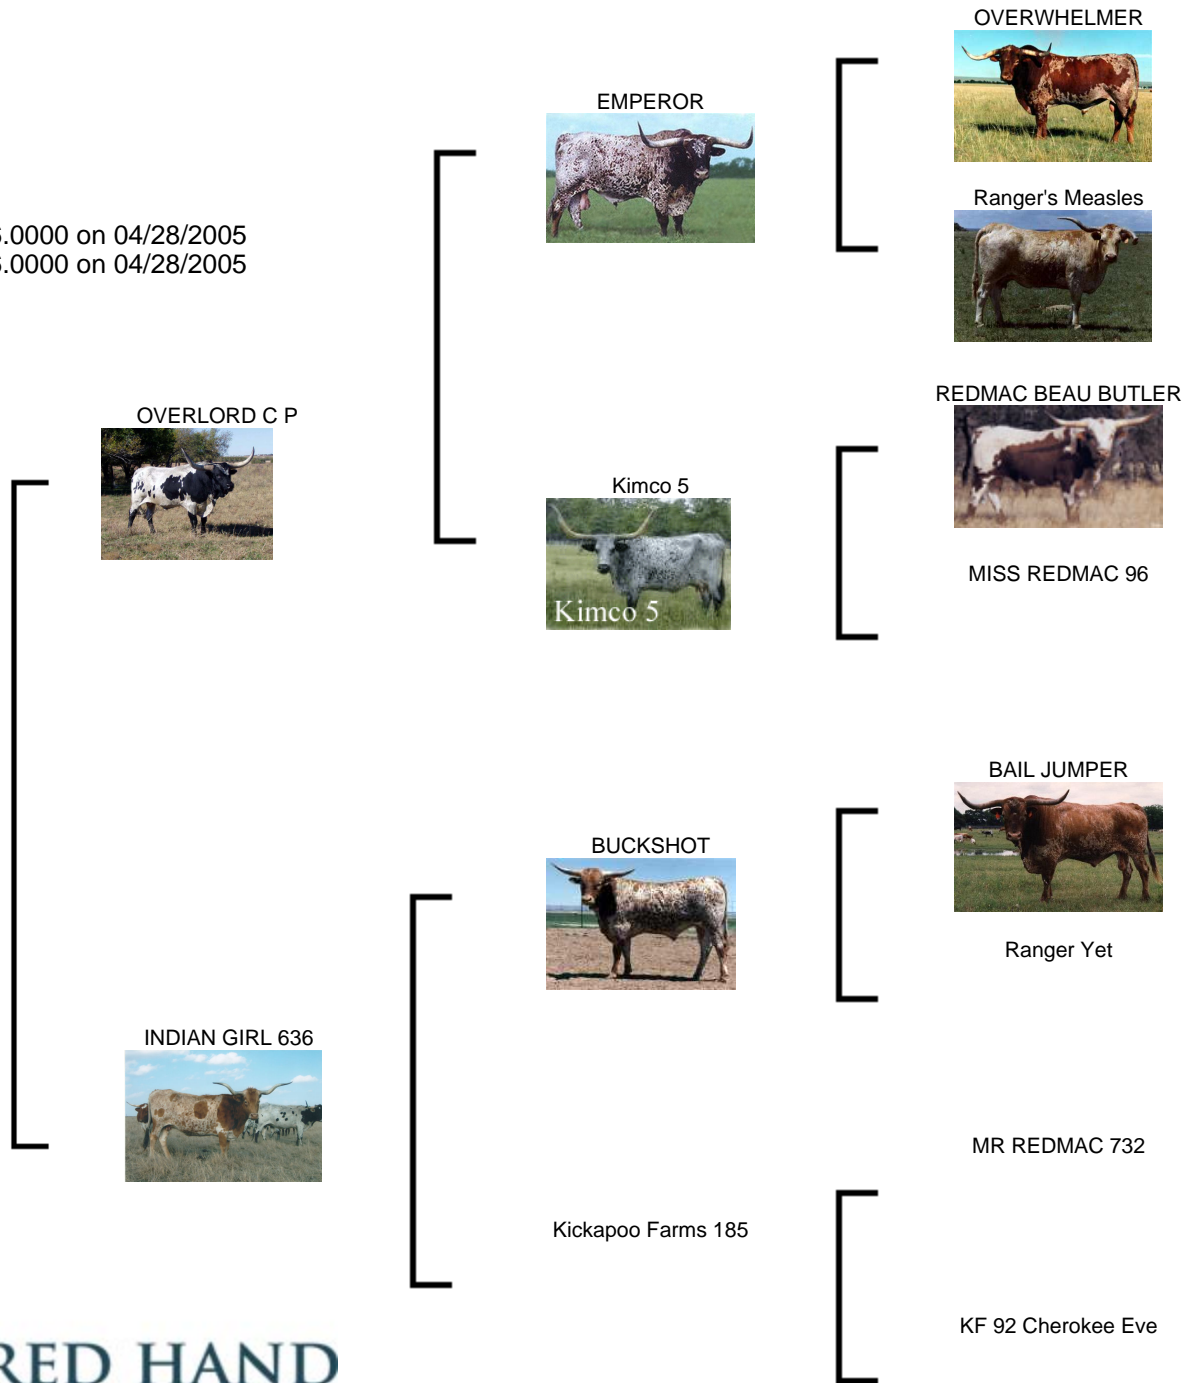 OVERWHELMER
EMPEROR
Ranger's Measles
.0000 on 04/28/2005
.0000 on 04/28/2005
REDMAC BEAU BUTLER
OVERLORD C P
Kimco 5
Kimco 5
MISS REDMAC 96
BAIL JUMPER
BUCKSHOT
Ranger Yet
INDIAN GIRL 636
MR REDMAC 732
Kickapoo Farms 185
KF 92 Cherokee Eve
RED HAND